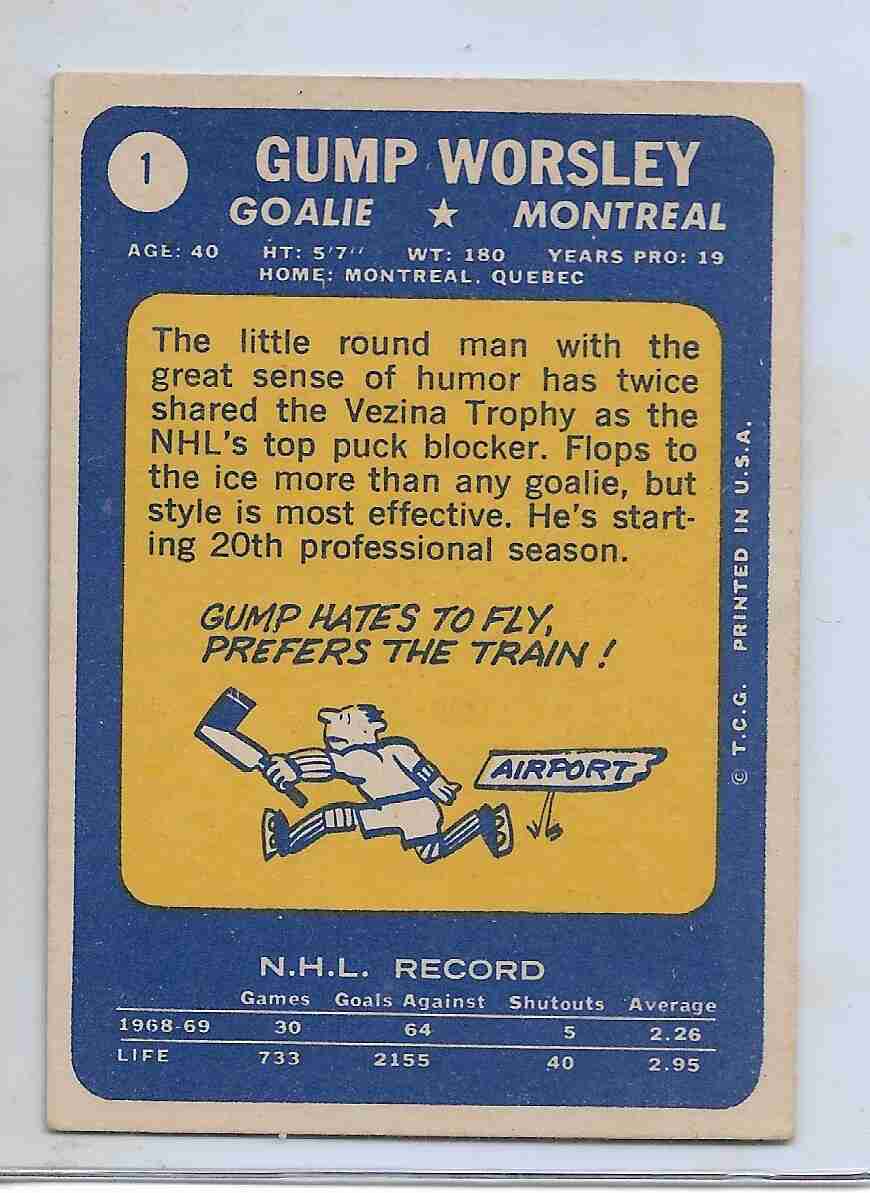 1
GUMP WORSLEY
GOALIE ★ MONTREAL
AGE: 40 HT: 5'7" WT: 180 YEARS PRO: 19
HOME: MONTREAL, QUEBEC
The little round man with the
great sense of humor has twice
shared the Vezina Trophy as the
NHL's top puck blocker. Flops to
the ice more than any goalie, but
style is most effective. He's start-
ing 20th professional season.
GUMP HATES TO FLY,
PREFERS THE TRAIN!
AIRPORT
© T.C.G. PRINTED IN U.S.A.
N.H.L. RECORD
Games Goals Against Shutouts Average
1968-69 30 64 5 2.26
LIFE 733 2155 40 2.95